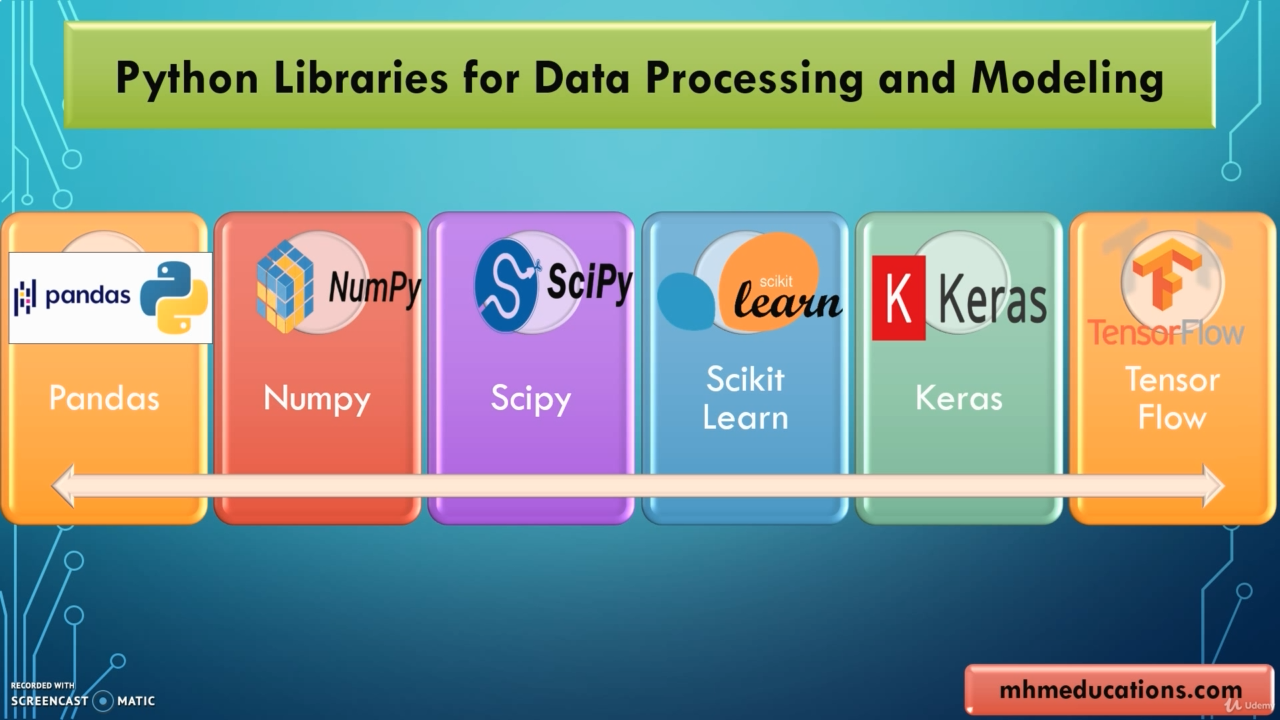 Python Libraries for Data Processing and Modeling
pandas
NumPy
SciPy
scikit
learn
K Keras
TensorFlow
Pandas
Numpy
Scipy
Scikit
Learn
Keras
Tensor
Flow
RECORDED WITH
SCREENCAST MATIC
mhmeducations.com
Udemy